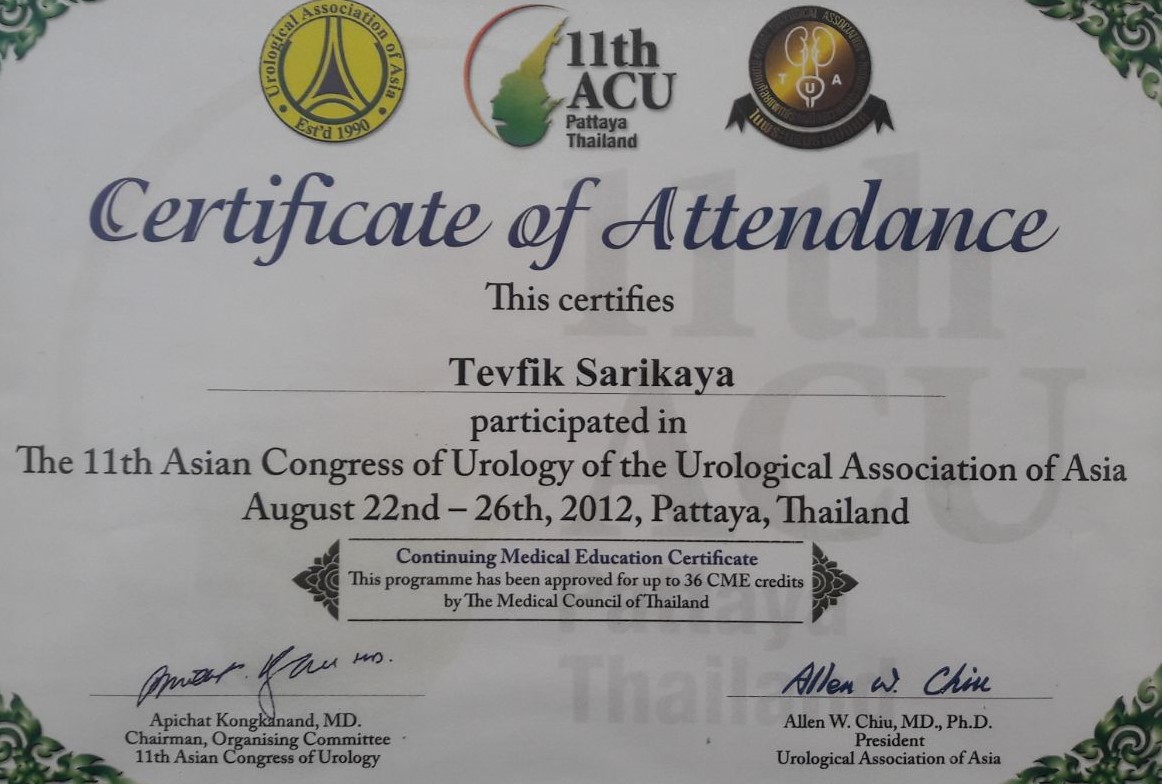 Urological Association of Asia
Est'd 1990
11th
ACU
Pattaya
Thailand
T U A
Certificate of Attendance
This certifies
Tevfik Sarikaya
participated in
The 11th Asian Congress of Urology of the Urological Association of Asia
August 22nd – 26th, 2012, Pattaya, Thailand
Continuing Medical Education Certificate
This programme has been approved for up to 36 CME credits
by The Medical Council of Thailand
Allen W. Chiu
Apichat Kongkanand, MD.
Chairman, Organising Committee
11th Asian Congress of Urology
Allen W. Chiu, MD., Ph.D.
President
Urological Association of Asia
11th
ACU
Pattaya
Thailand